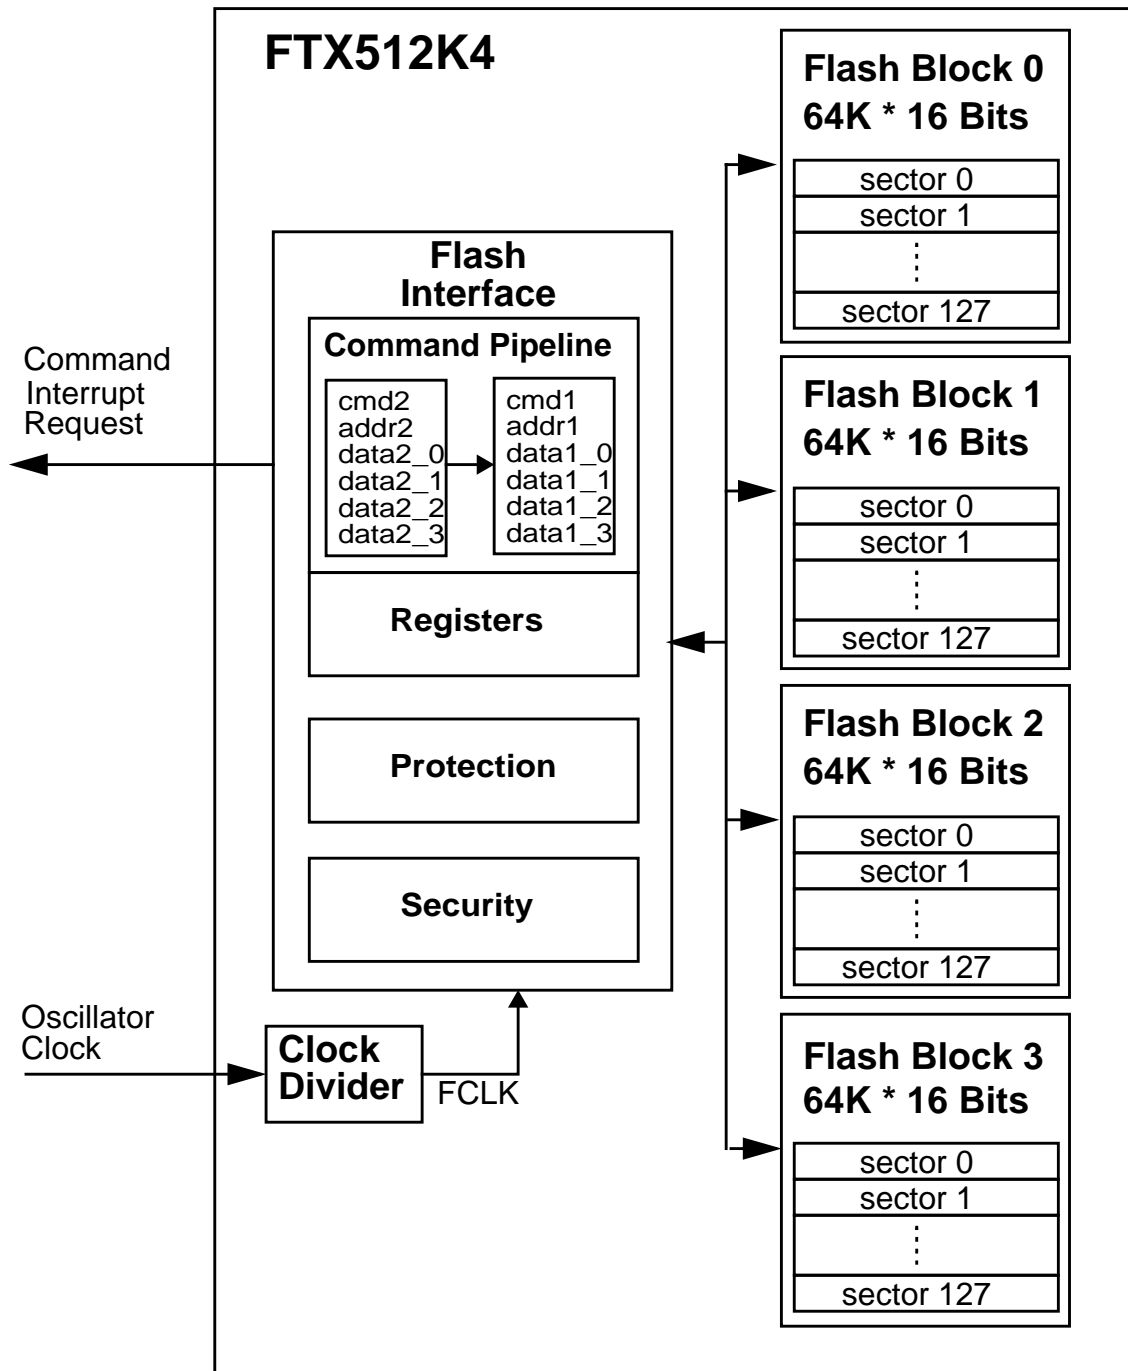 FTX512K4
Flash Block 0
64K * 16 Bits
sector 0
sector 1
sector 127
Flash
Interface
Command Pipeline
cmd2
addr2
data2_0
data2_1
data2_2
data2_3
cmd1
addr1
data1_0
data1_1
data1_2
data1_3
Registers
Protection
Security
Command
Interrupt
Request
Flash Block 1
64K * 16 Bits
sector 0
sector 1
sector 127
Flash Block 2
64K * 16 Bits
sector 0
sector 1
sector 127
Oscillator
Clock
Clock
Divider
FCLK
Flash Block 3
64K * 16 Bits
sector 0
sector 1
sector 127